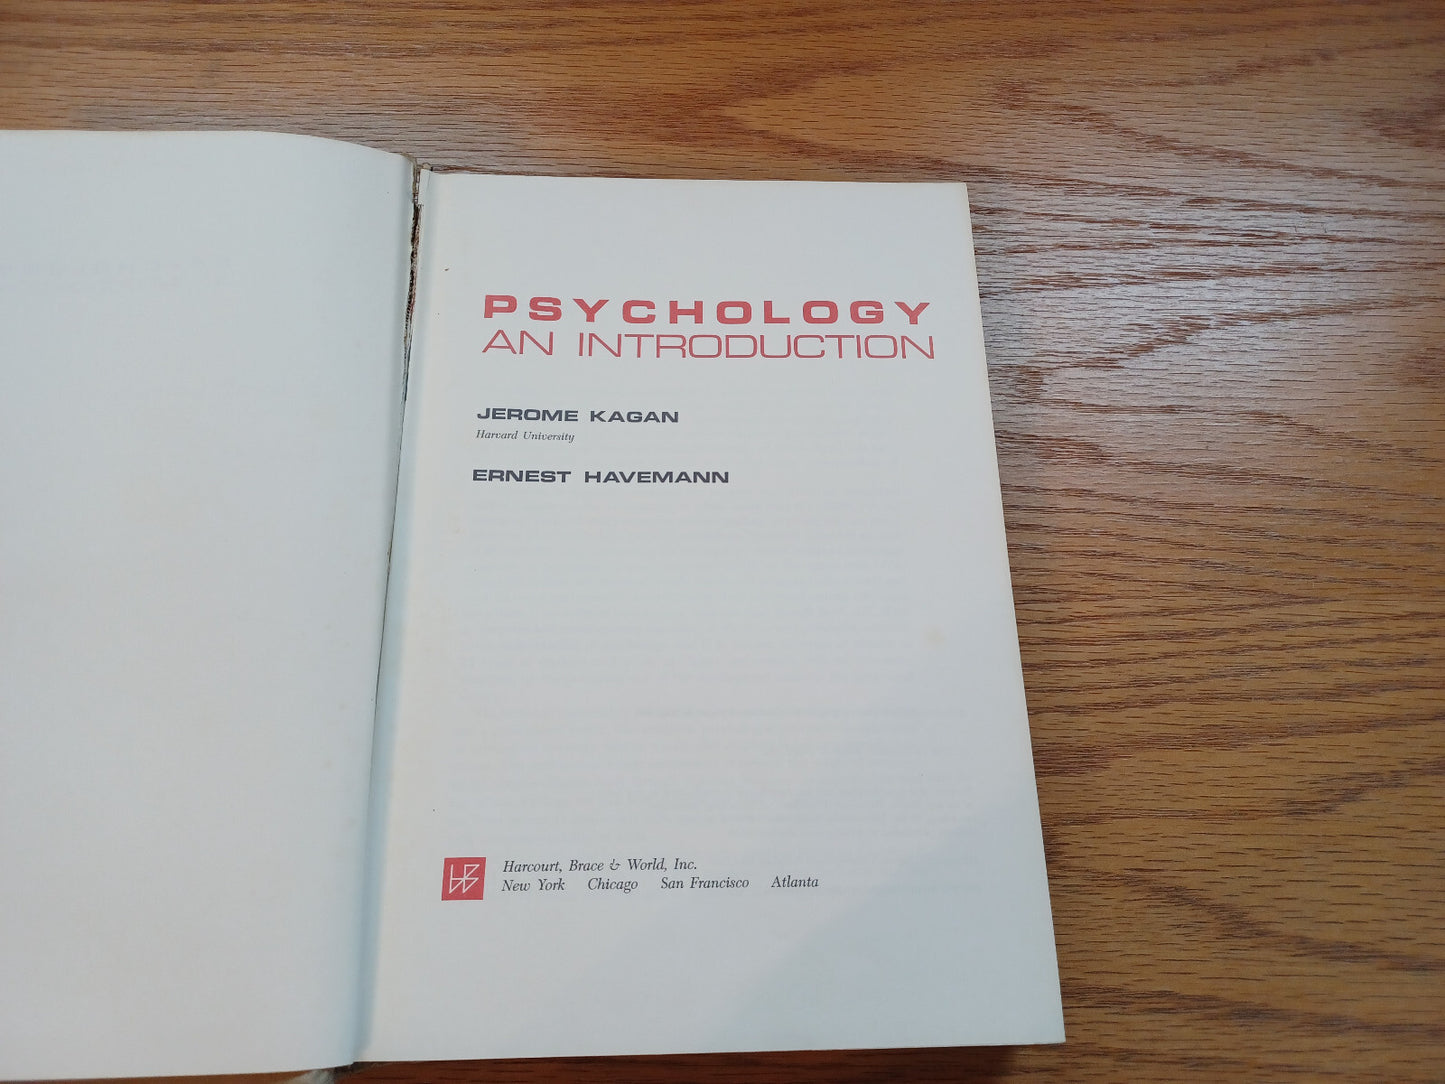 PSYCHOLOGY
AN INTRODUCTION
JEROME KAGAN
Harvard University
ERNEST HAVEMANN
Harcourt, Brace & World, Inc.
New York Chicago San Francisco Atlanta